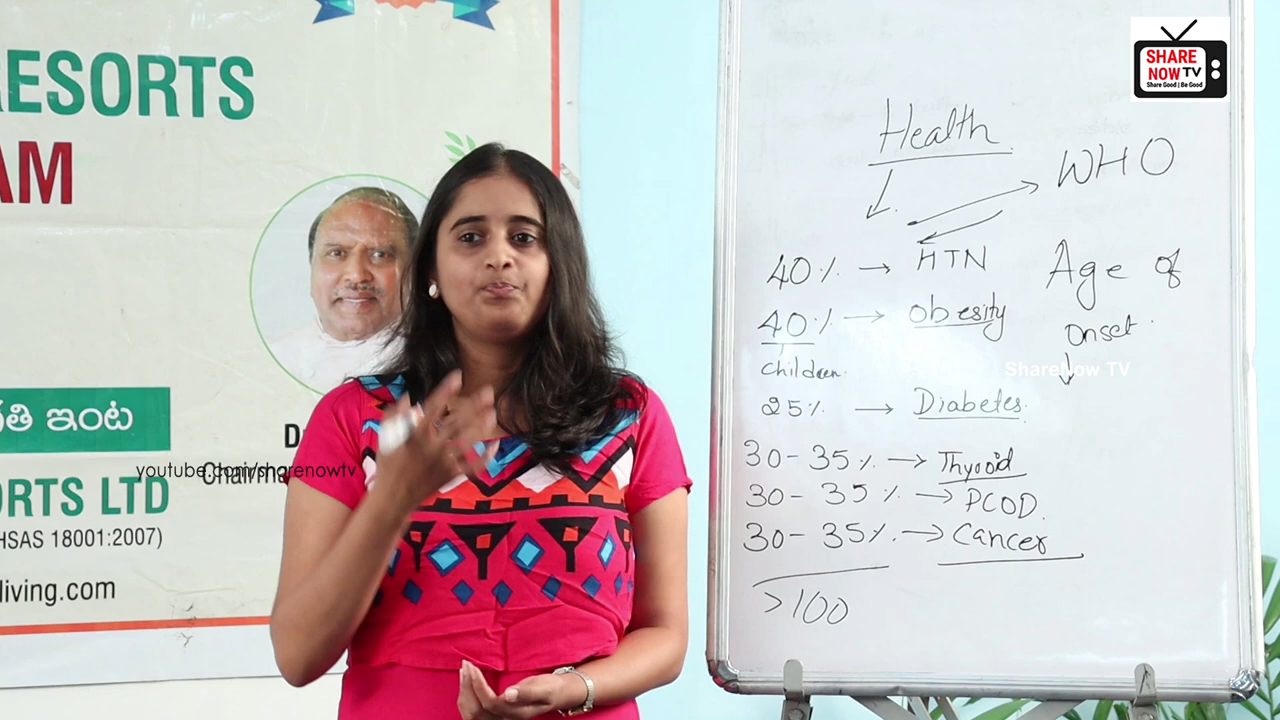 RESORTS
AM
ఇంట
ORTS LTD
HSAS 18001:2007)
living.com
youtube.com/sharenowtv
SHARE
NOW TV
Share Good | Be Good
Health
WHO
40% → HTN
40% → obesity
children.
25% → Diabetes.
30-35% → Thyroid
30-35% → PCOD.
30-35% → Cancer
>100
Age of
onset.
ShareNow TV